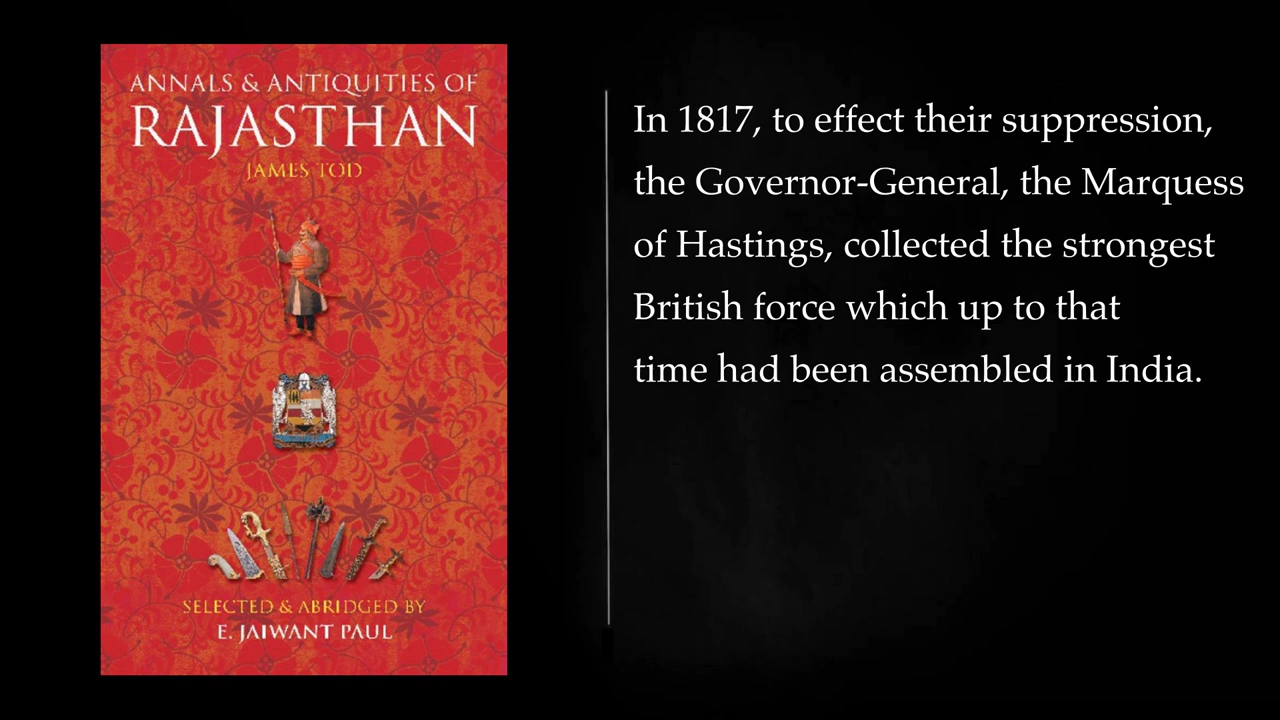 ANNALS & ANTIQUITIES OF
RAJASTHAN
JAMES TOD
SELECTED & ABRIDGED BY
E. JAIWANT PAUL
In 1817, to effect their suppression,
the Governor-General, the Marquess
of Hastings, collected the strongest
British force which up to that
time had been assembled in India.